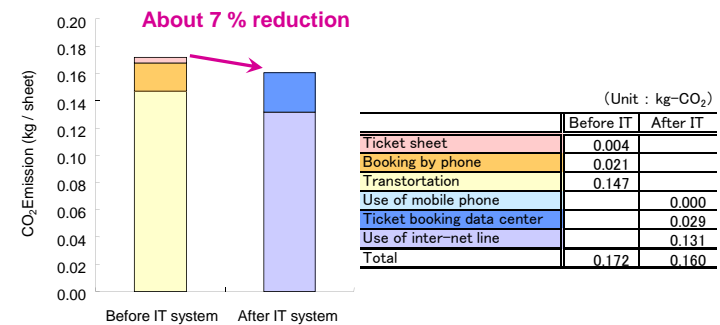 About 7 % reduction
CO₂Emission (kg / sheet)
0.20
0.18
0.16
0.14
0.12
0.10
0.08
0.06
0.04
0.02
0.00
Before IT system After IT system
(Unit : kg-CO₂)
Before IT After IT
Ticket sheet 0.004
Booking by phone 0.021
Transtortation 0.147
Use of mobile phone 0.000
Ticket booking data center 0.029
Use of inter-net line 0.131
Total 0.172 0.160